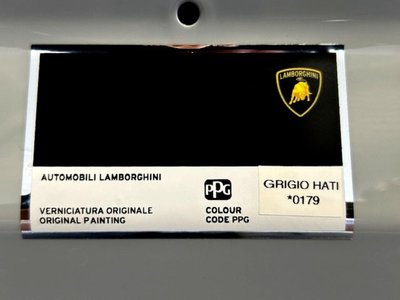 LAMBORGHINI
AUTOMOBILI LAMBORGHINI
VERNICIATURA ORIGINALE
ORIGINAL PAINTING
PPG
COLOUR
CODE PPG
GRIGIO HATI
*0179